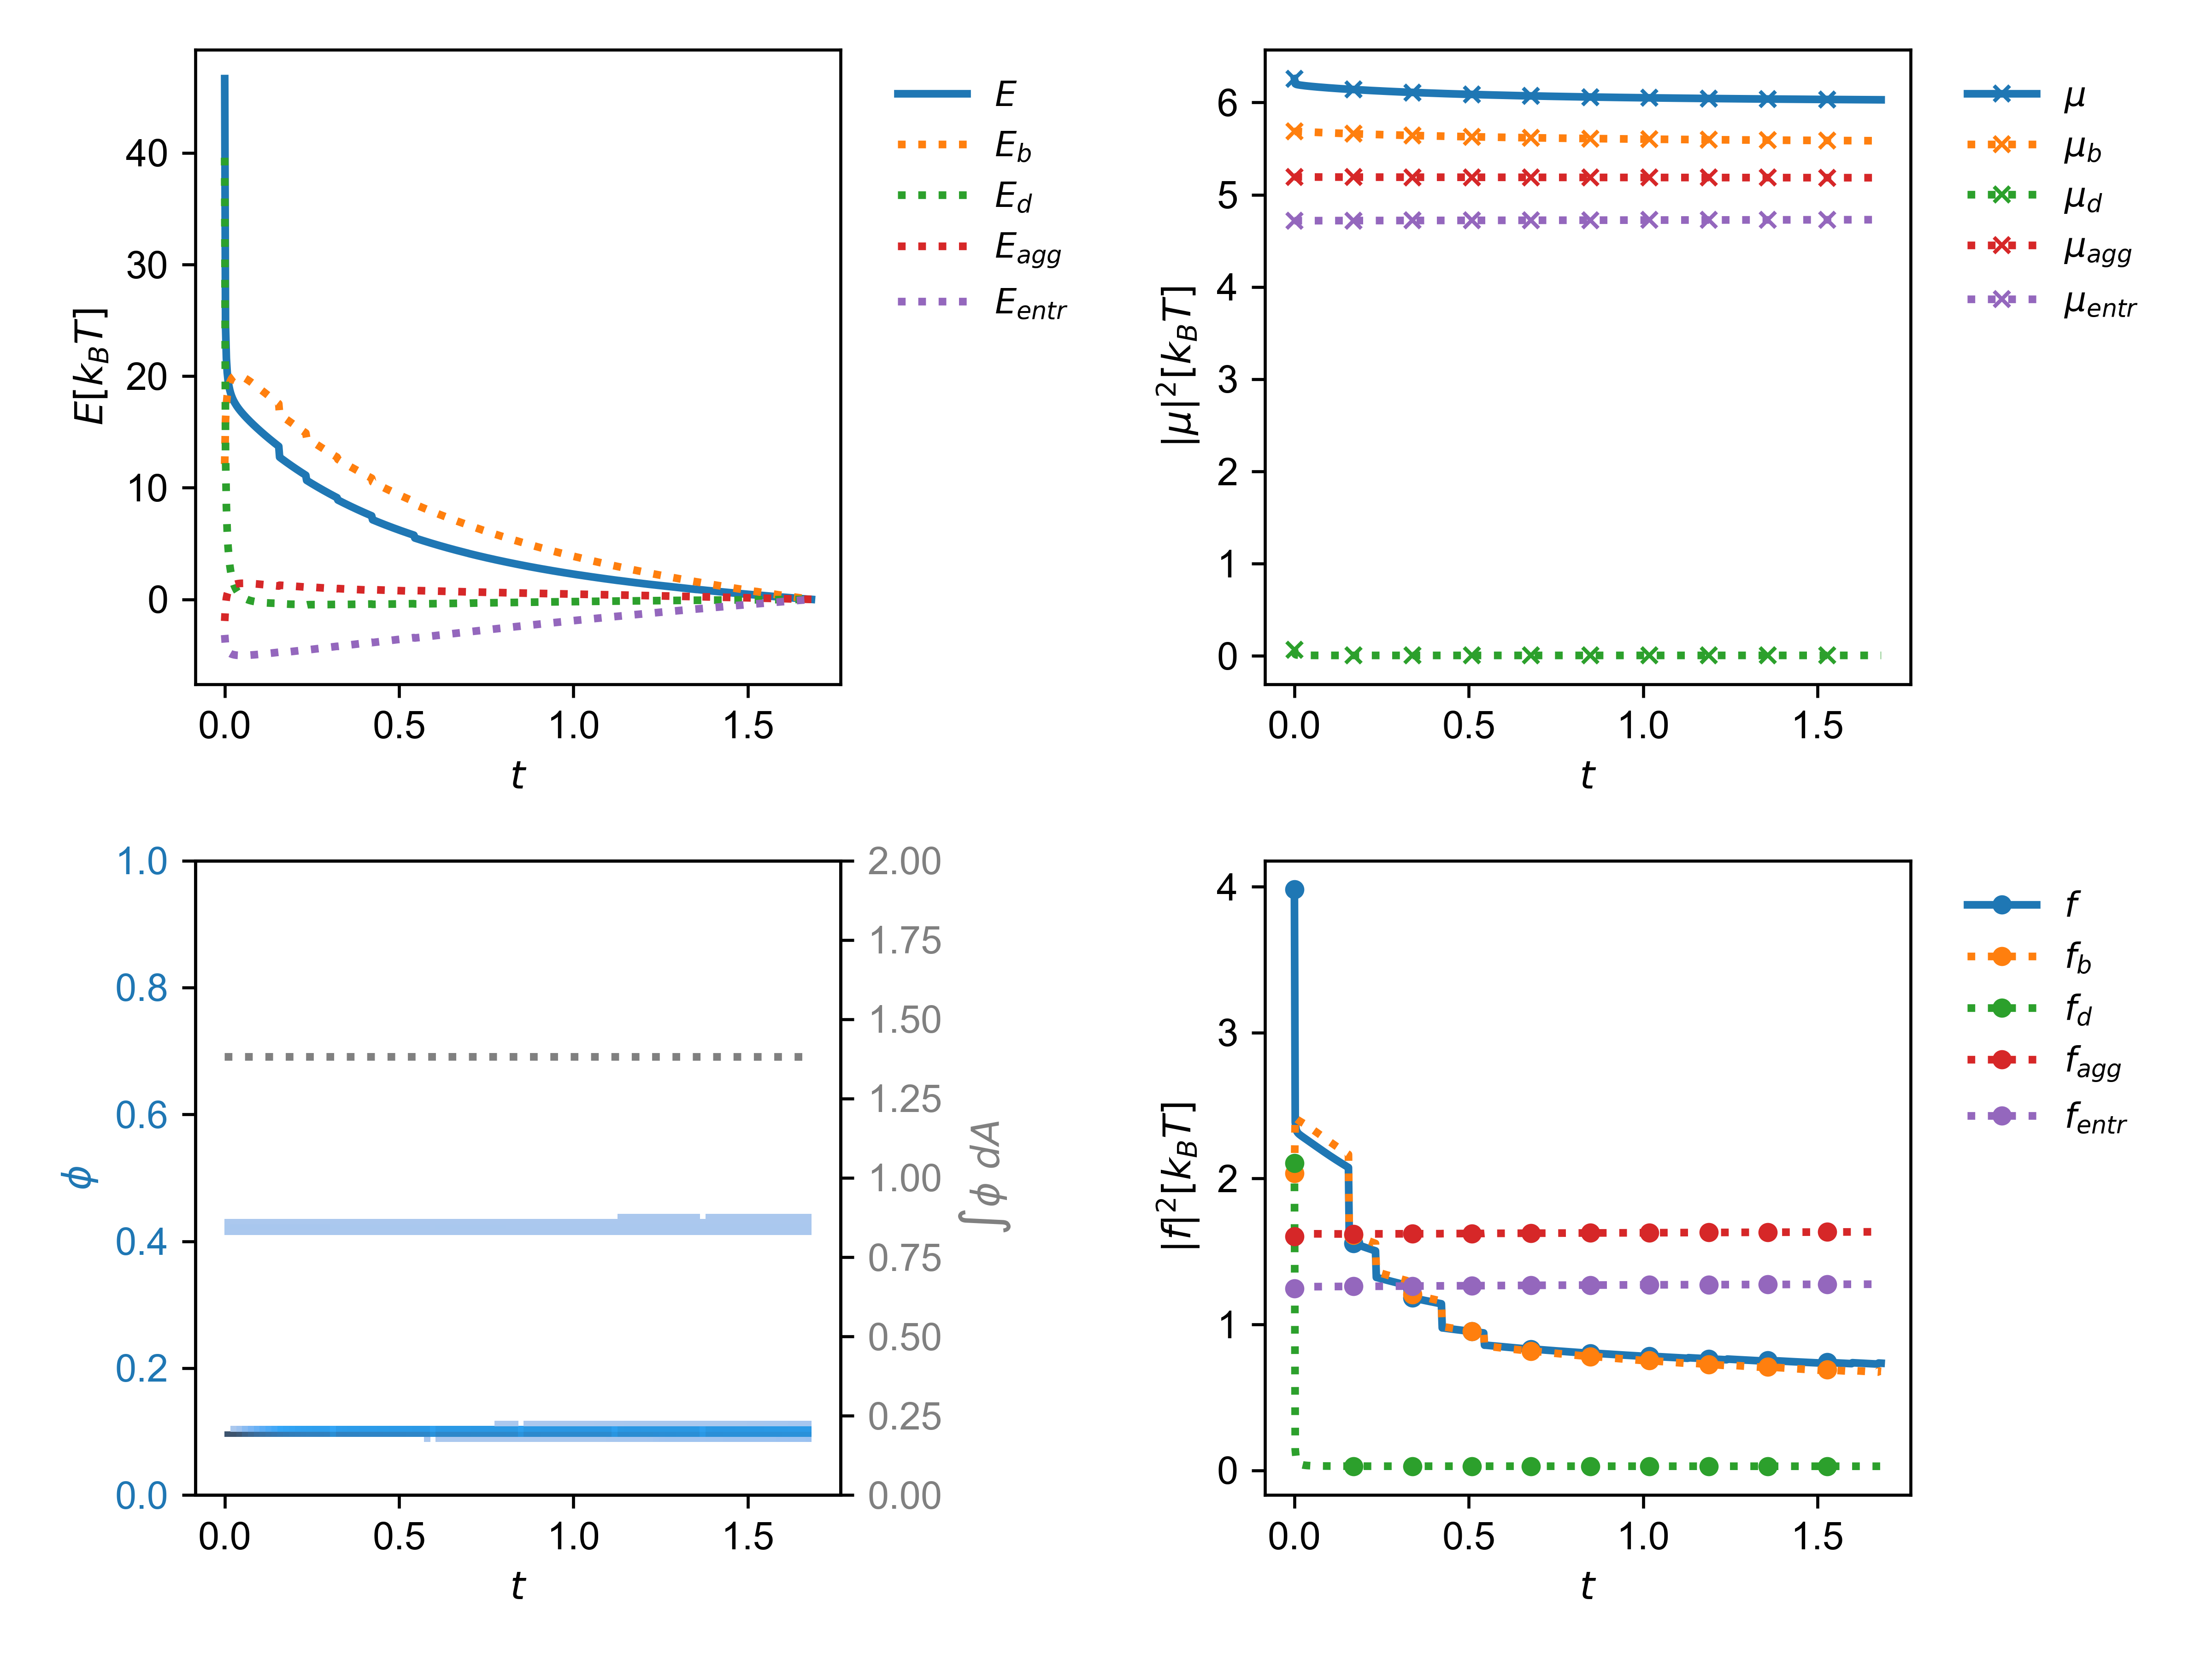 E[k_BT]
40
30
20
10
0
0.0 0.5 1.0 1.5
t
E
E_b
E_d
E_agg
E_entr
|μ|²[k_BT]
6
5
4
3
2
1
0
0.0 0.5 1.0 1.5
t
μ
μ_b
μ_d
μ_agg
μ_entr
ϕ
1.0
0.8
0.6
0.4
0.2
0.0
0.0 0.5 1.0 1.5
t
2.00
1.75
1.50
1.25
1.00
0.75
0.50
0.25
0.00
∫ϕ dA
|f|²[k_BT]
4
3
2
1
0
0.0 0.5 1.0 1.5
t
f
f_b
f_d
f_agg
f_entr